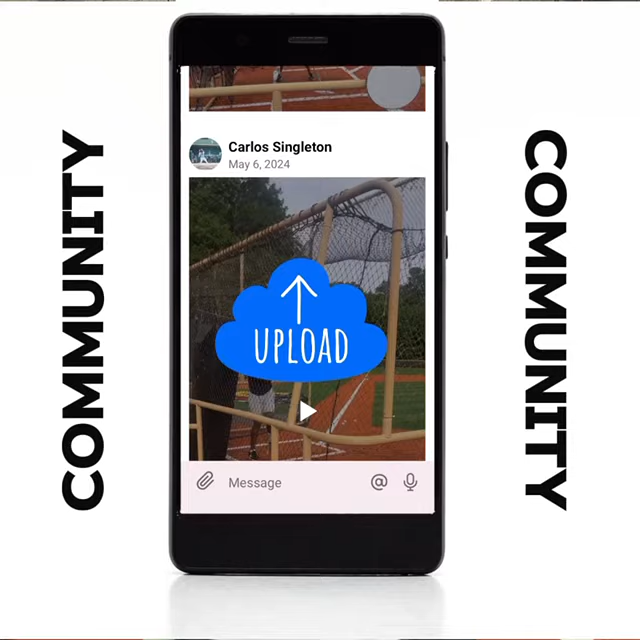 COMMUNITY
Carlos Singleton
May 6, 2024
UPLOAD
Message
COMMUNITY